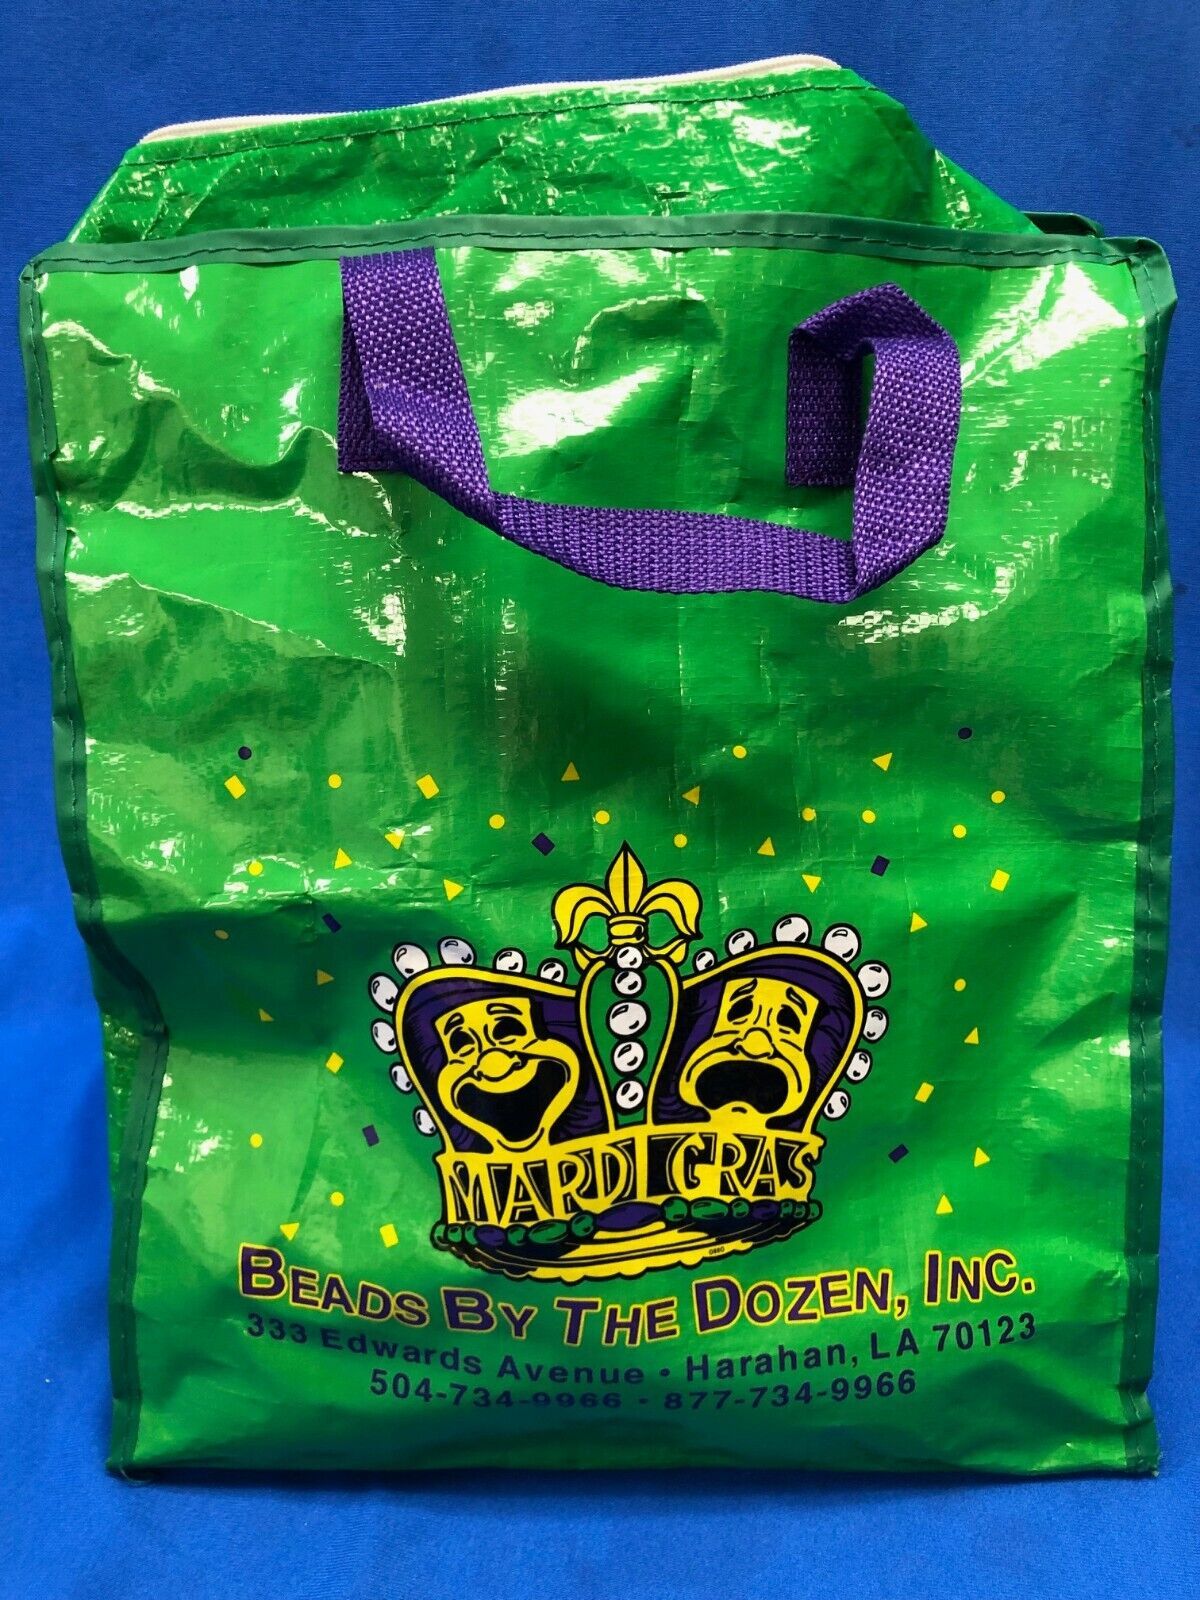 MARDI GRAS
BEADS BY THE DOZEN, INC.
333 Edwards Avenue • Harahan, LA 70123
504-734-9966 • 877-734-9966